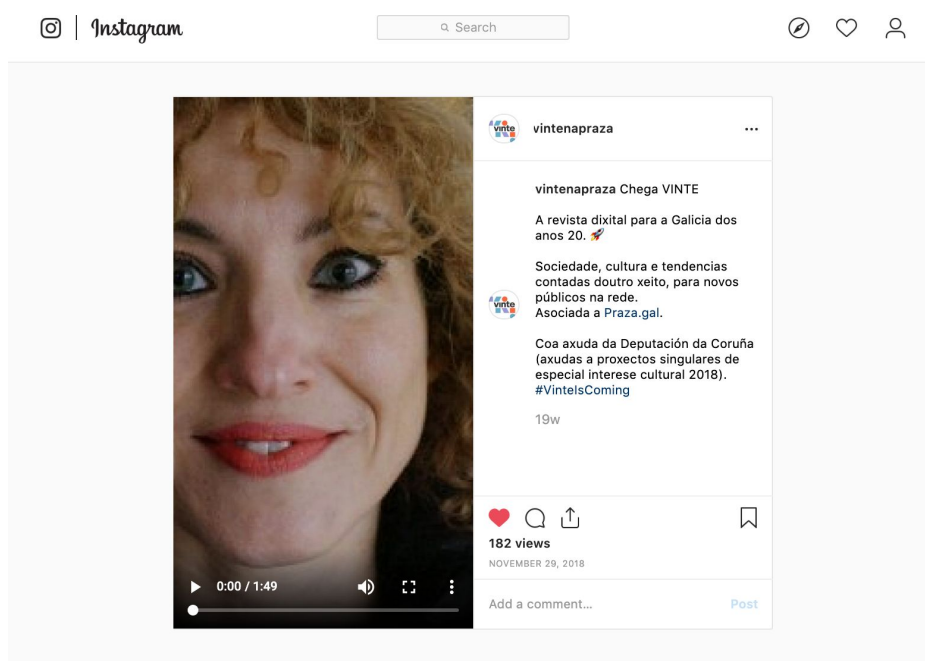 Instagram
Search
vinte
vintenapraza
vintenapraza Chega VINTE
A revista dixital para a Galicia dos
anos 20. 🚀
Sociedade, cultura e tendencias
contadas doutro xeito, para novos
públicos na rede.
Asociada a Praza.gal.
vinte
Coa axuda da Deputación da Coruña
(axudas a proxectos singulares de
especial interese cultural 2018).
#VinteIsComing
19w
182 views
NOVEMBER 29, 2018
0:00 / 1:49
Add a comment...
Post